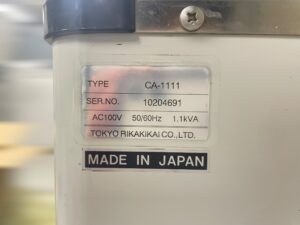 TYPE CA-1111
SER.NO. 10204691
AC100V 50/60Hz 1.1kVA
TOKYO RIKAKIKAI CO.,LTD.
MADE IN JAPAN